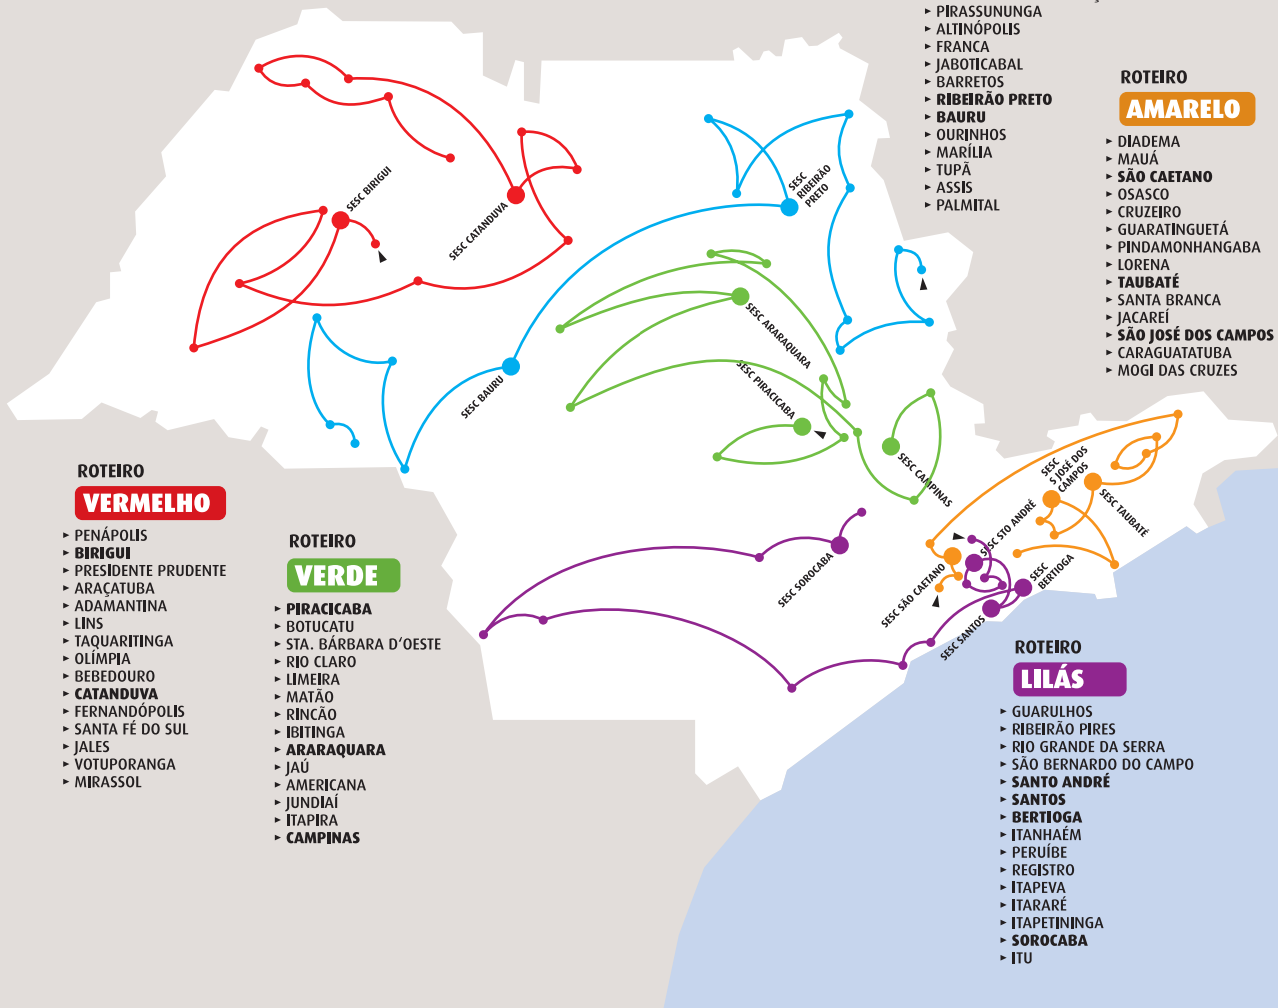 ▸ PIRASSUNUNGA
▸ ALTINÓPOLIS
▸ FRANCA
▸ JABOTICABAL
▸ BARRETOS
▸ RIBEIRÃO PRETO
▸ BAURU
▸ OURINHOS
▸ MARÍLIA
▸ TUPÃ
▸ ASSIS
▸ PALMITAL
ROTEIRO
AMARELO
▸ DIADEMA
▸ MAUÁ
▸ SÃO CAETANO
▸ OSASCO
▸ CRUZEIRO
▸ GUARATINGUETÁ
▸ PINDAMONHANGABA
▸ LORENA
▸ TAUBATÉ
▸ SANTA BRANCA
▸ JACAREÍ
▸ SÃO JOSÉ DOS CAMPOS
▸ CARAGUATATUBA
▸ MOGI DAS CRUZES
SESC BIRIGUI
SESC CATANDUVA
SESC
RIBEIRÃO
PRETO
SESC ARARAQUARA
SESC BAURU
SESC PIRACICABA
SESC CAMPINAS
SESC
S JOSÉ DOS
CAMPOS
SESC TAUBATÉ
SESC STO ANDRÉ
SESC SOROCABA
SESC SÃO CAETANO
SESC
BERTIOGA
SESC SANTOS
ROTEIRO
VERMELHO
▸ PENÁPOLIS
▸ BIRIGUI
▸ PRESIDENTE PRUDENTE
▸ ARAÇATUBA
▸ ADAMANTINA
▸ LINS
▸ TAQUARITINGA
▸ OLÍMPIA
▸ BEBEDOURO
▸ CATANDUVA
▸ FERNANDÓPOLIS
▸ SANTA FÉ DO SUL
▸ JALES
▸ VOTUPORANGA
▸ MIRASSOL
ROTEIRO
VERDE
▸ PIRACICABA
▸ BOTUCATU
▸ STA. BÁRBARA D'OESTE
▸ RIO CLARO
▸ LIMEIRA
▸ MATÃO
▸ RINCÃO
▸ IBITINGA
▸ ARARAQUARA
▸ JAÚ
▸ AMERICANA
▸ JUNDIAÍ
▸ ITAPIRA
▸ CAMPINAS
ROTEIRO
LILÁS
▸ GUARULHOS
▸ RIBEIRÃO PIRES
▸ RIO GRANDE DA SERRA
▸ SÃO BERNARDO DO CAMPO
▸ SANTO ANDRÉ
▸ SANTOS
▸ BERTIOGA
▸ ITANHAÉM
▸ PERUÍBE
▸ REGISTRO
▸ ITAPEVA
▸ ITARARÉ
▸ ITAPETININGA
▸ SOROCABA
▸ ITU